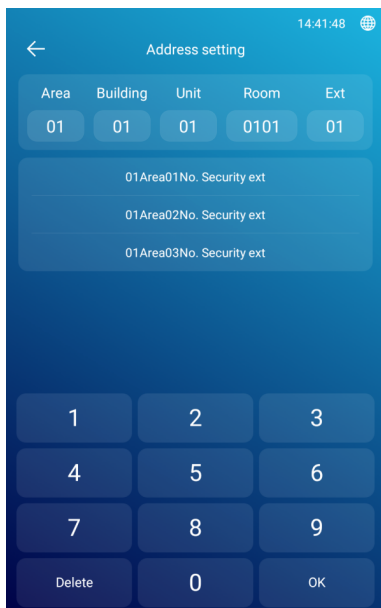 14:41:48
Address setting
Area Building Unit Room Ext
01 01 01 0101 01
01Area01No. Security ext
01Area02No. Security ext
01Area03No. Security ext
1 2 3
4 5 6
7 8 9
Delete 0 OK